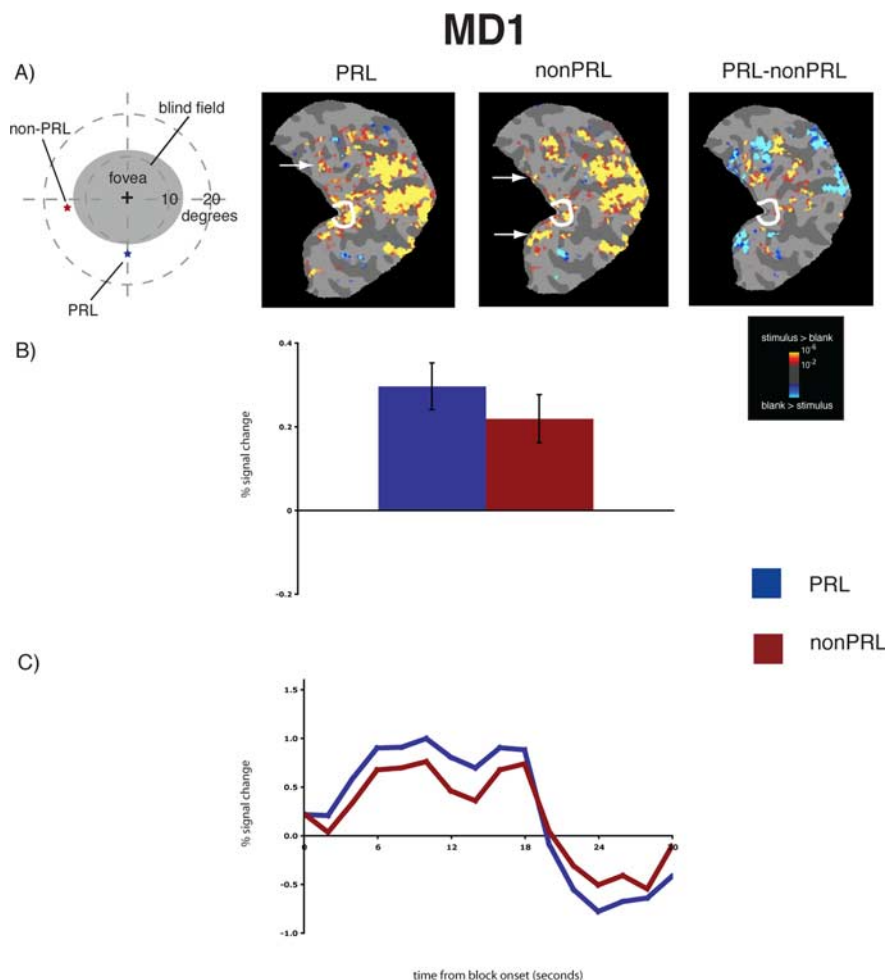 MD1
A)
PRL
nonPRL
PRL-nonPRL
non-PRL
blind field
fovea
10
20
degrees
PRL
stimulus > blank
10-6
10-2
blank > stimulus
B)
0.4
0.2
0
-0.2
% signal change
PRL
nonPRL
C)
1.5
1.0
0.5
0.0
-0.5
-1.0
% signal change
0
6
12
18
24
30
time from block onset (seconds)